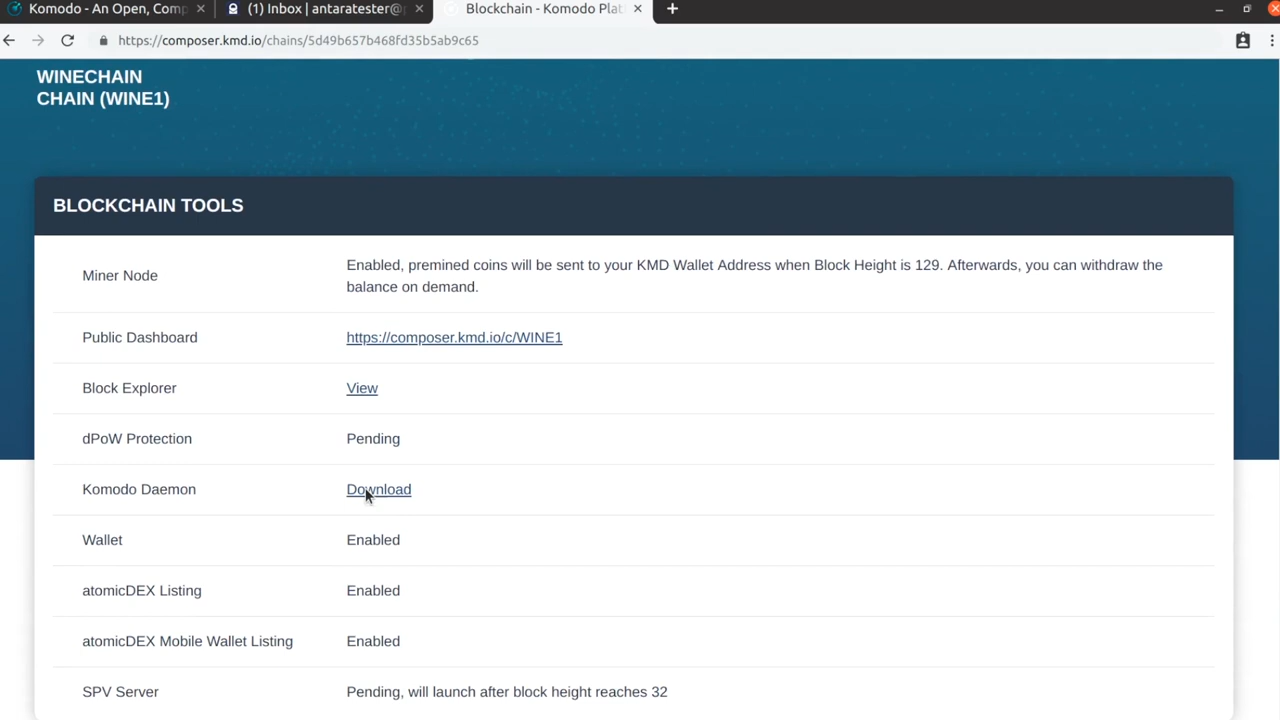 Komodo - An Open, Comp
(1) Inbox | antaratester@
Blockchain - Komodo Plat
https://composer.kmd.io/chains/5d49b657b468fd35b5ab9c65
WINECHAIN
CHAIN (WINE1)
BLOCKCHAIN TOOLS
Miner Node
Enabled, premined coins will be sent to your KMD Wallet Address when Block Height is 129. Afterwards, you can withdraw the
balance on demand.
Public Dashboard
https://composer.kmd.io/c/WINE1
Block Explorer
View
dPoW Protection
Pending
Komodo Daemon
Download
Wallet
Enabled
atomicDEX Listing
Enabled
atomicDEX Mobile Wallet Listing
Enabled
SPV Server
Pending, will launch after block height reaches 32